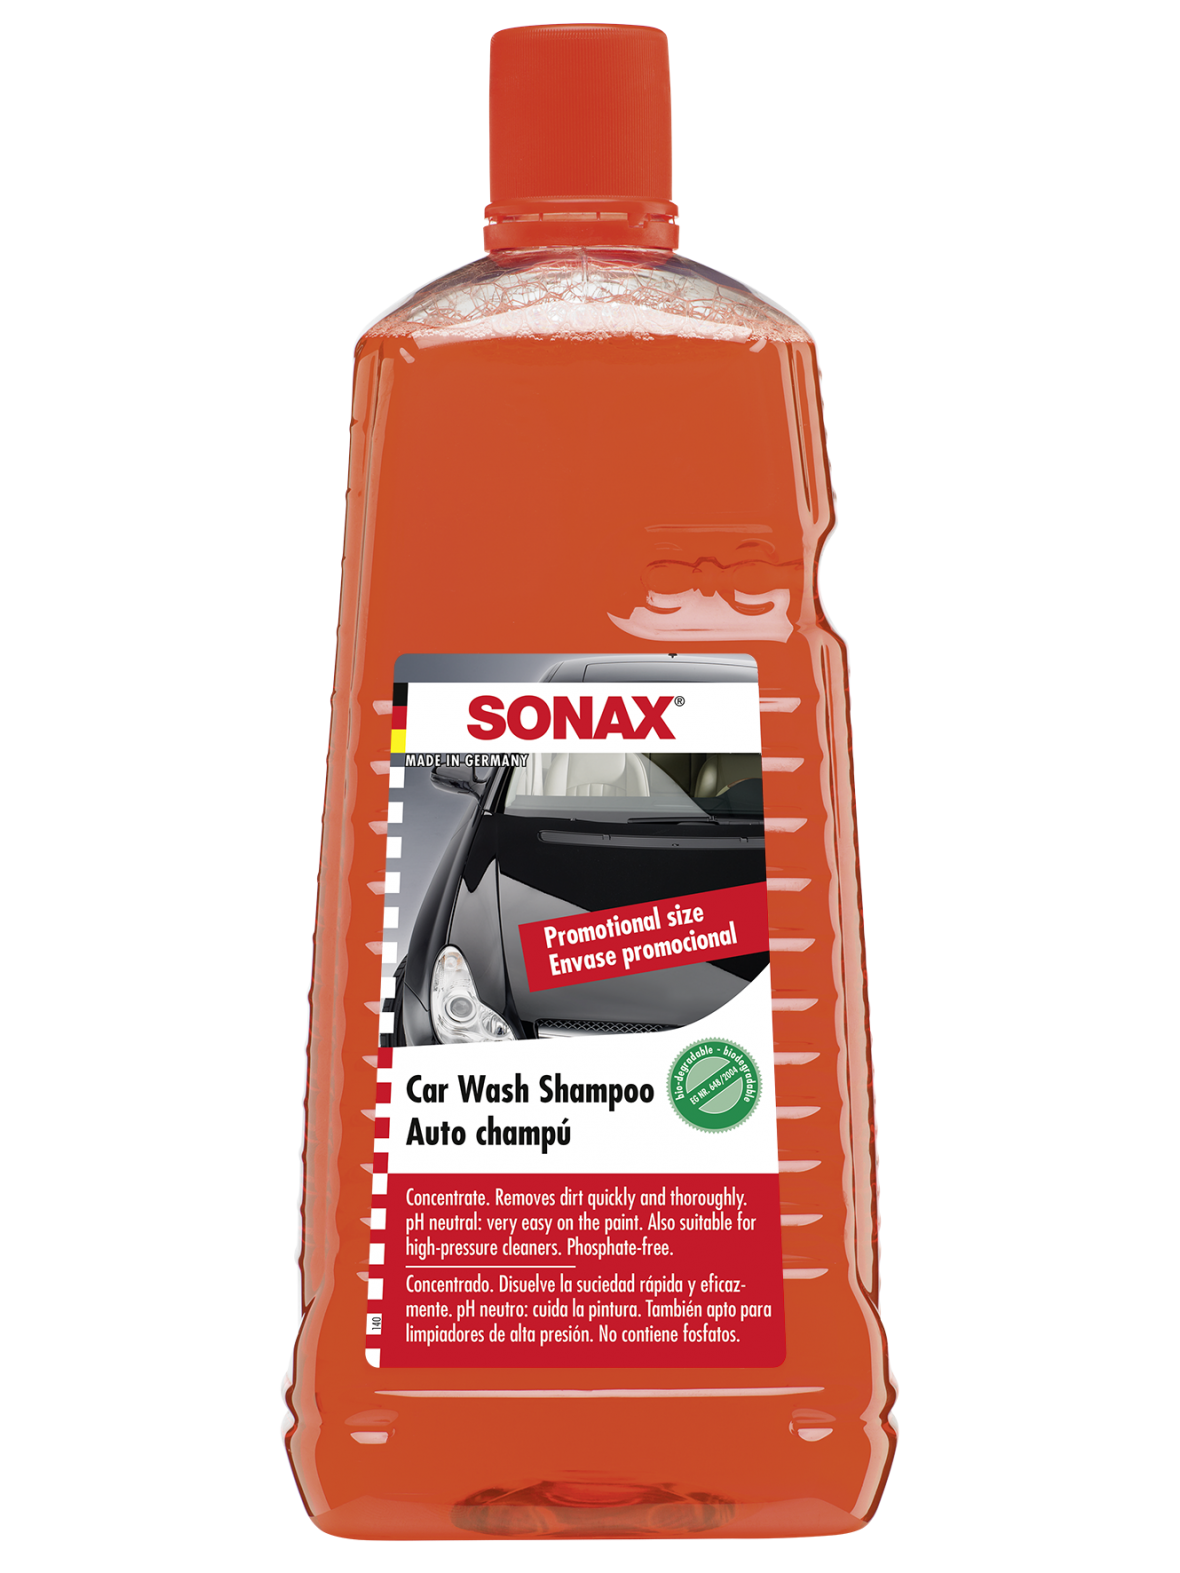 SONAX®
MADE IN GERMANY
Promotional size
Envase promocional
bio-degradable - biodegradable
EG NR. 648/2004
Car Wash Shampoo
Auto champú
Concentrate. Removes dirt quickly and thoroughly.
pH neutral: very easy on the paint. Also suitable for
high-pressure cleaners. Phosphate-free.
Concentrado. Disuelve la suciedad rápida y eficaz-
mente. pH neutro: cuida la pintura. También apto para
limpiadores de alta presión. No contiene fosfatos.
140